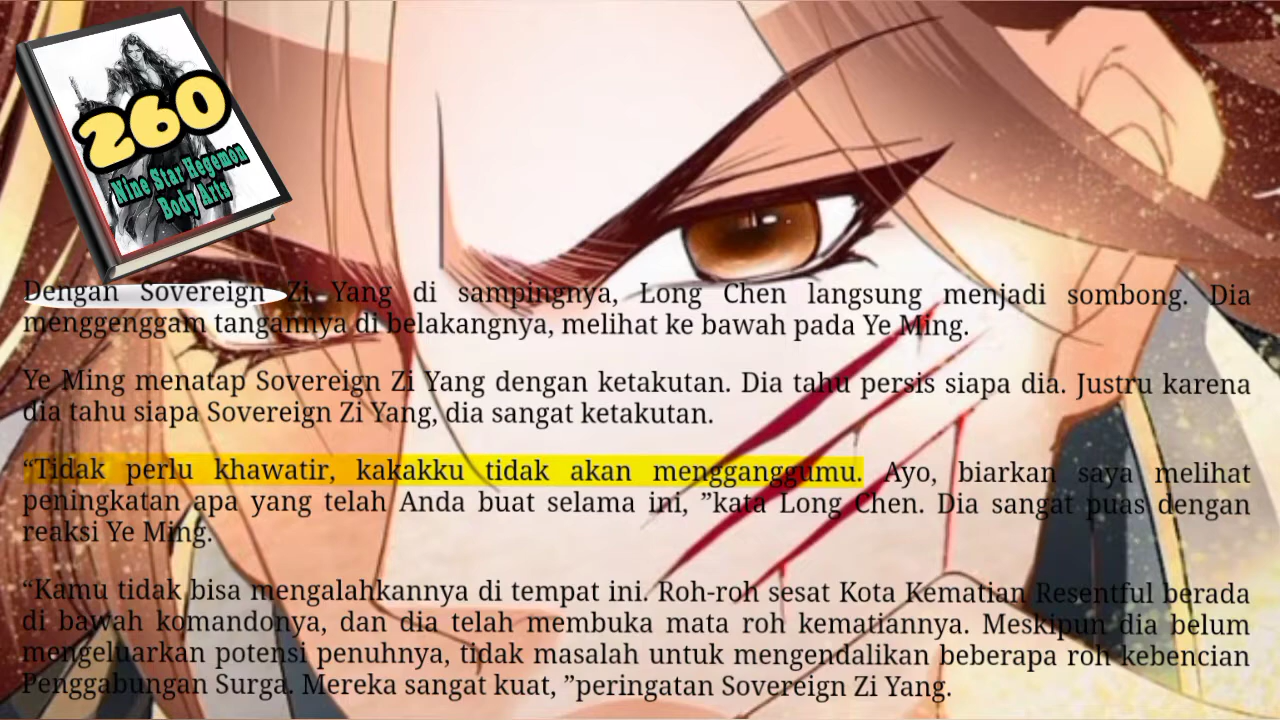 260
Nine Star Hegemon
Body Arts
Dengan Sovereign Zi Yang di sampingnya, Long Chen langsung menjadi sombong. Dia
menggenggam tangannya di belakangnya, melihat ke bawah pada Ye Ming.
Ye Ming menatap Sovereign Zi Yang dengan ketakutan. Dia tahu persis siapa dia. Justru karena
dia tahu siapa Sovereign Zi Yang, dia sangat ketakutan.
“Tidak perlu khawatir, kakakku tidak akan mengganggumu. Ayo, biarkan saya melihat
peningkatan apa yang telah Anda buat selama ini, ”kata Long Chen. Dia sangat puas dengan
reaksi Ye Ming.
“Kamu tidak bisa mengalahkannya di tempat ini. Roh-roh sesat Kota Kematian Resentful berada
di bawah komandonya, dan dia telah membuka mata roh kematiannya. Meskipun dia belum
mengeluarkan potensi penuhnya, tidak masalah untuk mengendalikan beberapa roh kebencian
Penggabungan Surga. Mereka sangat kuat, ”peringatan Sovereign Zi Yang.